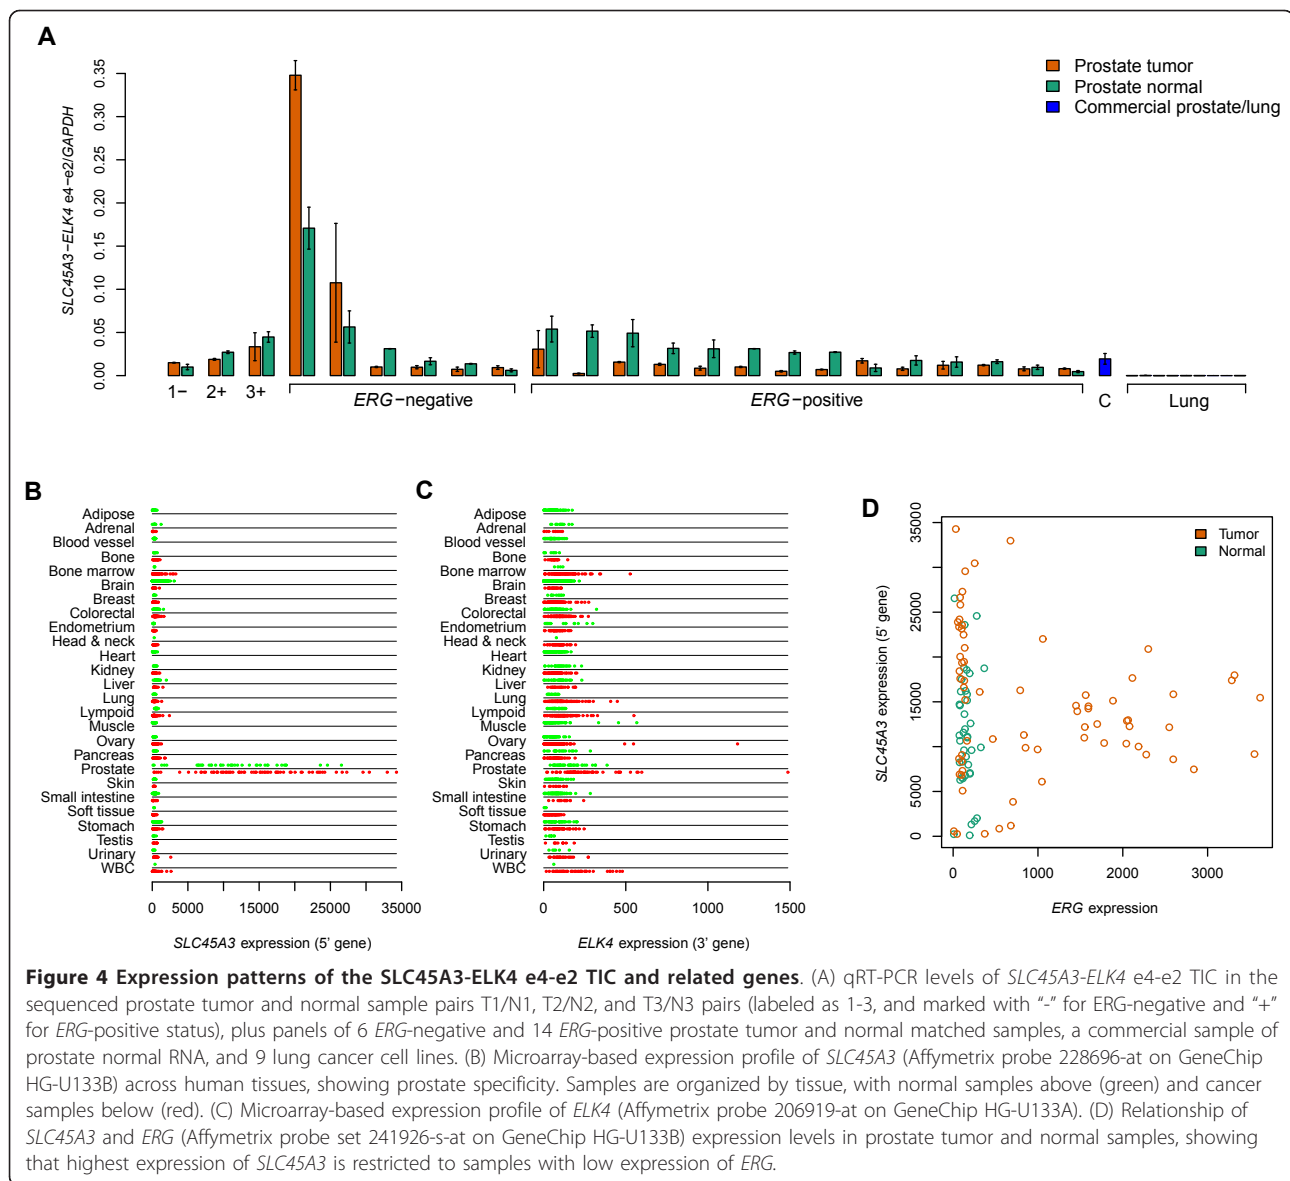 A
Prostate tumor
Prostate normal
Commercial prostate/lung
SLC45A3−ELK4 e4−e2/GAPDH
0.35
0.30
0.25
0.20
0.15
0.10
0.05
0.00
1− 2+ 3+ ERG−negative ERG−positive C Lung
B
Adipose
Adrenal
Blood vessel
Bone
Bone marrow
Brain
Breast
Colorectal
Endometrium
Head & neck
Heart
Kidney
Liver
Lung
Lympoid
Muscle
Ovary
Pancreas
Prostate
Skin
Small intestine
Soft tissue
Stomach
Testis
Urinary
WBC
0 5000 15000 25000 35000
SLC45A3 expression (5' gene)
C
Adipose
Adrenal
Blood vessel
Bone
Bone marrow
Brain
Breast
Colorectal
Endometrium
Head & neck
Heart
Kidney
Liver
Lung
Lympoid
Muscle
Ovary
Pancreas
Prostate
Skin
Small intestine
Soft tissue
Stomach
Testis
Urinary
WBC
0 500 1000 1500
ELK4 expression (3' gene)
D
Tumor
Normal
SLC45A3 expression (5' gene)
35000
25000
15000
5000
0
0 1000 2000 3000
ERG expression
Figure 4 Expression patterns of the SLC45A3-ELK4 e4-e2 TIC and related genes. (A) qRT-PCR levels of SLC45A3-ELK4 e4-e2 TIC in the
sequenced prostate tumor and normal sample pairs T1/N1, T2/N2, and T3/N3 pairs (labeled as 1-3, and marked with “-” for ERG-negative and “+”
for ERG-positive status), plus panels of 6 ERG-negative and 14 ERG-positive prostate tumor and normal matched samples, a commercial sample of
prostate normal RNA, and 9 lung cancer cell lines. (B) Microarray-based expression profile of SLC45A3 (Affymetrix probe 228696-at on GeneChip
HG-U133B) across human tissues, showing prostate specificity. Samples are organized by tissue, with normal samples above (green) and cancer
samples below (red). (C) Microarray-based expression profile of ELK4 (Affymetrix probe 206919-at on GeneChip HG-U133A). (D) Relationship of
SLC45A3 and ERG (Affymetrix probe set 241926-s-at on GeneChip HG-U133B) expression levels in prostate tumor and normal samples, showing
that highest expression of SLC45A3 is restricted to samples with low expression of ERG.